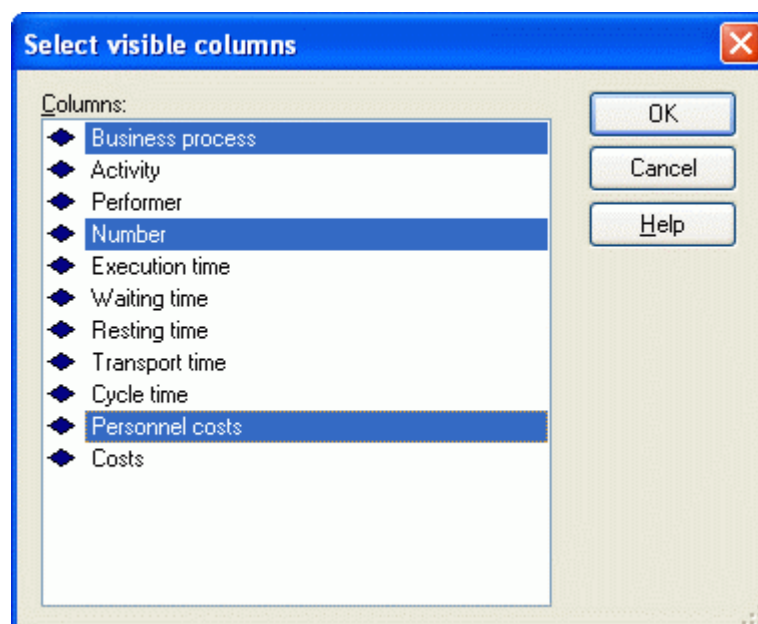 Select visible columns
Columns:
Business process
Activity
Performer
Number
Execution time
Waiting time
Resting time
Transport time
Cycle time
Personnel costs
Costs
OK
Cancel
Help